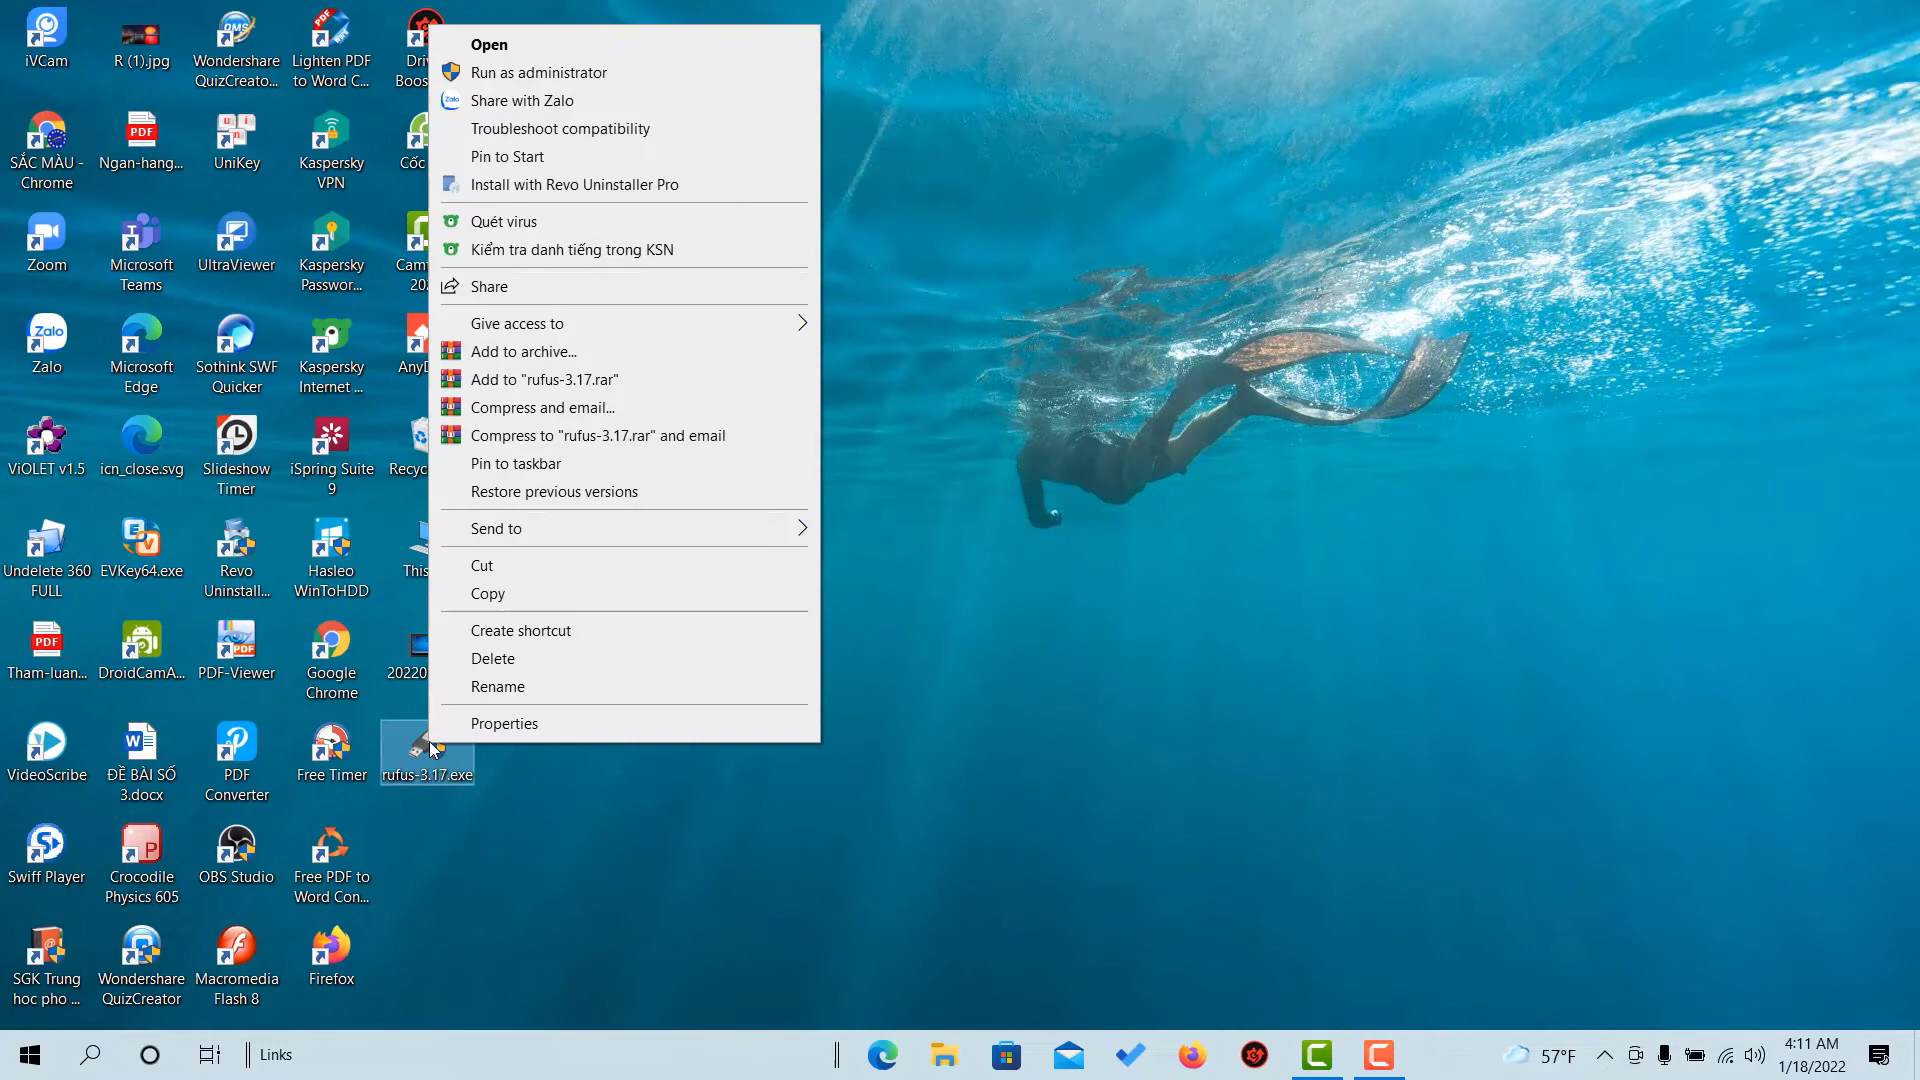 iVCam
R (1).jpg
Wondershare
QuizCreato...
Lighten PDF
to Word C...
Boos
SẮC MÀU -
Chrome
PDF
Ngan-hang...
UniKey
Kaspersky
VPN
Cốc
Zoom
Microsoft
Teams
UltraViewer
Kaspersky
Passwor...
Zalo
Zalo
Microsoft
Edge
Sothink SWF
Quicker
Kaspersky
Internet ...
ViOLET v1.5
icn_close.svg
Slideshow
Timer
iSpring Suite
9
Recyc
Undelete 360
FULL
EVKey64.exe
Revo
Uninstall...
Hasleo
WinToHDD
This
PDF
Tham-luan...
DroidCamA...
PDF-Viewer
Google
Chrome
20220
VideoScribe
ĐỀ BÀI SỐ
3.docx
PDF
Converter
Free Timer
rufus-3.17.exe
Swiff Player
Crocodile
Physics 605
OBS Studio
Free PDF to
Word Con...
SGK Trung
hoc pho ...
Wondershare
QuizCreator
Macromedia
Flash 8
Firefox
Open
Run as administrator
Share with Zalo
Troubleshoot compatibility
Pin to Start
Install with Revo Uninstaller Pro
Quét virus
Kiểm tra danh tiếng trong KSN
Share
Give access to
Add to archive...
Add to "rufus-3.17.rar"
Compress and email...
Compress to "rufus-3.17.rar" and email
Pin to taskbar
Restore previous versions
Send to
Cut
Copy
Create shortcut
Delete
Rename
Properties
Links
57°F
4:11 AM
1/18/2022